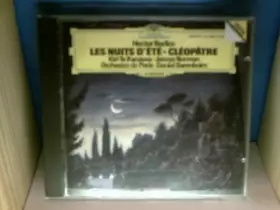 Hector Berlioz
LES NUITS D'ÉTÉ · CLÉOPÂTRE
Kiri Te Kanawa · Jessye Norman
Orchestre de Paris · Daniel Barenboim